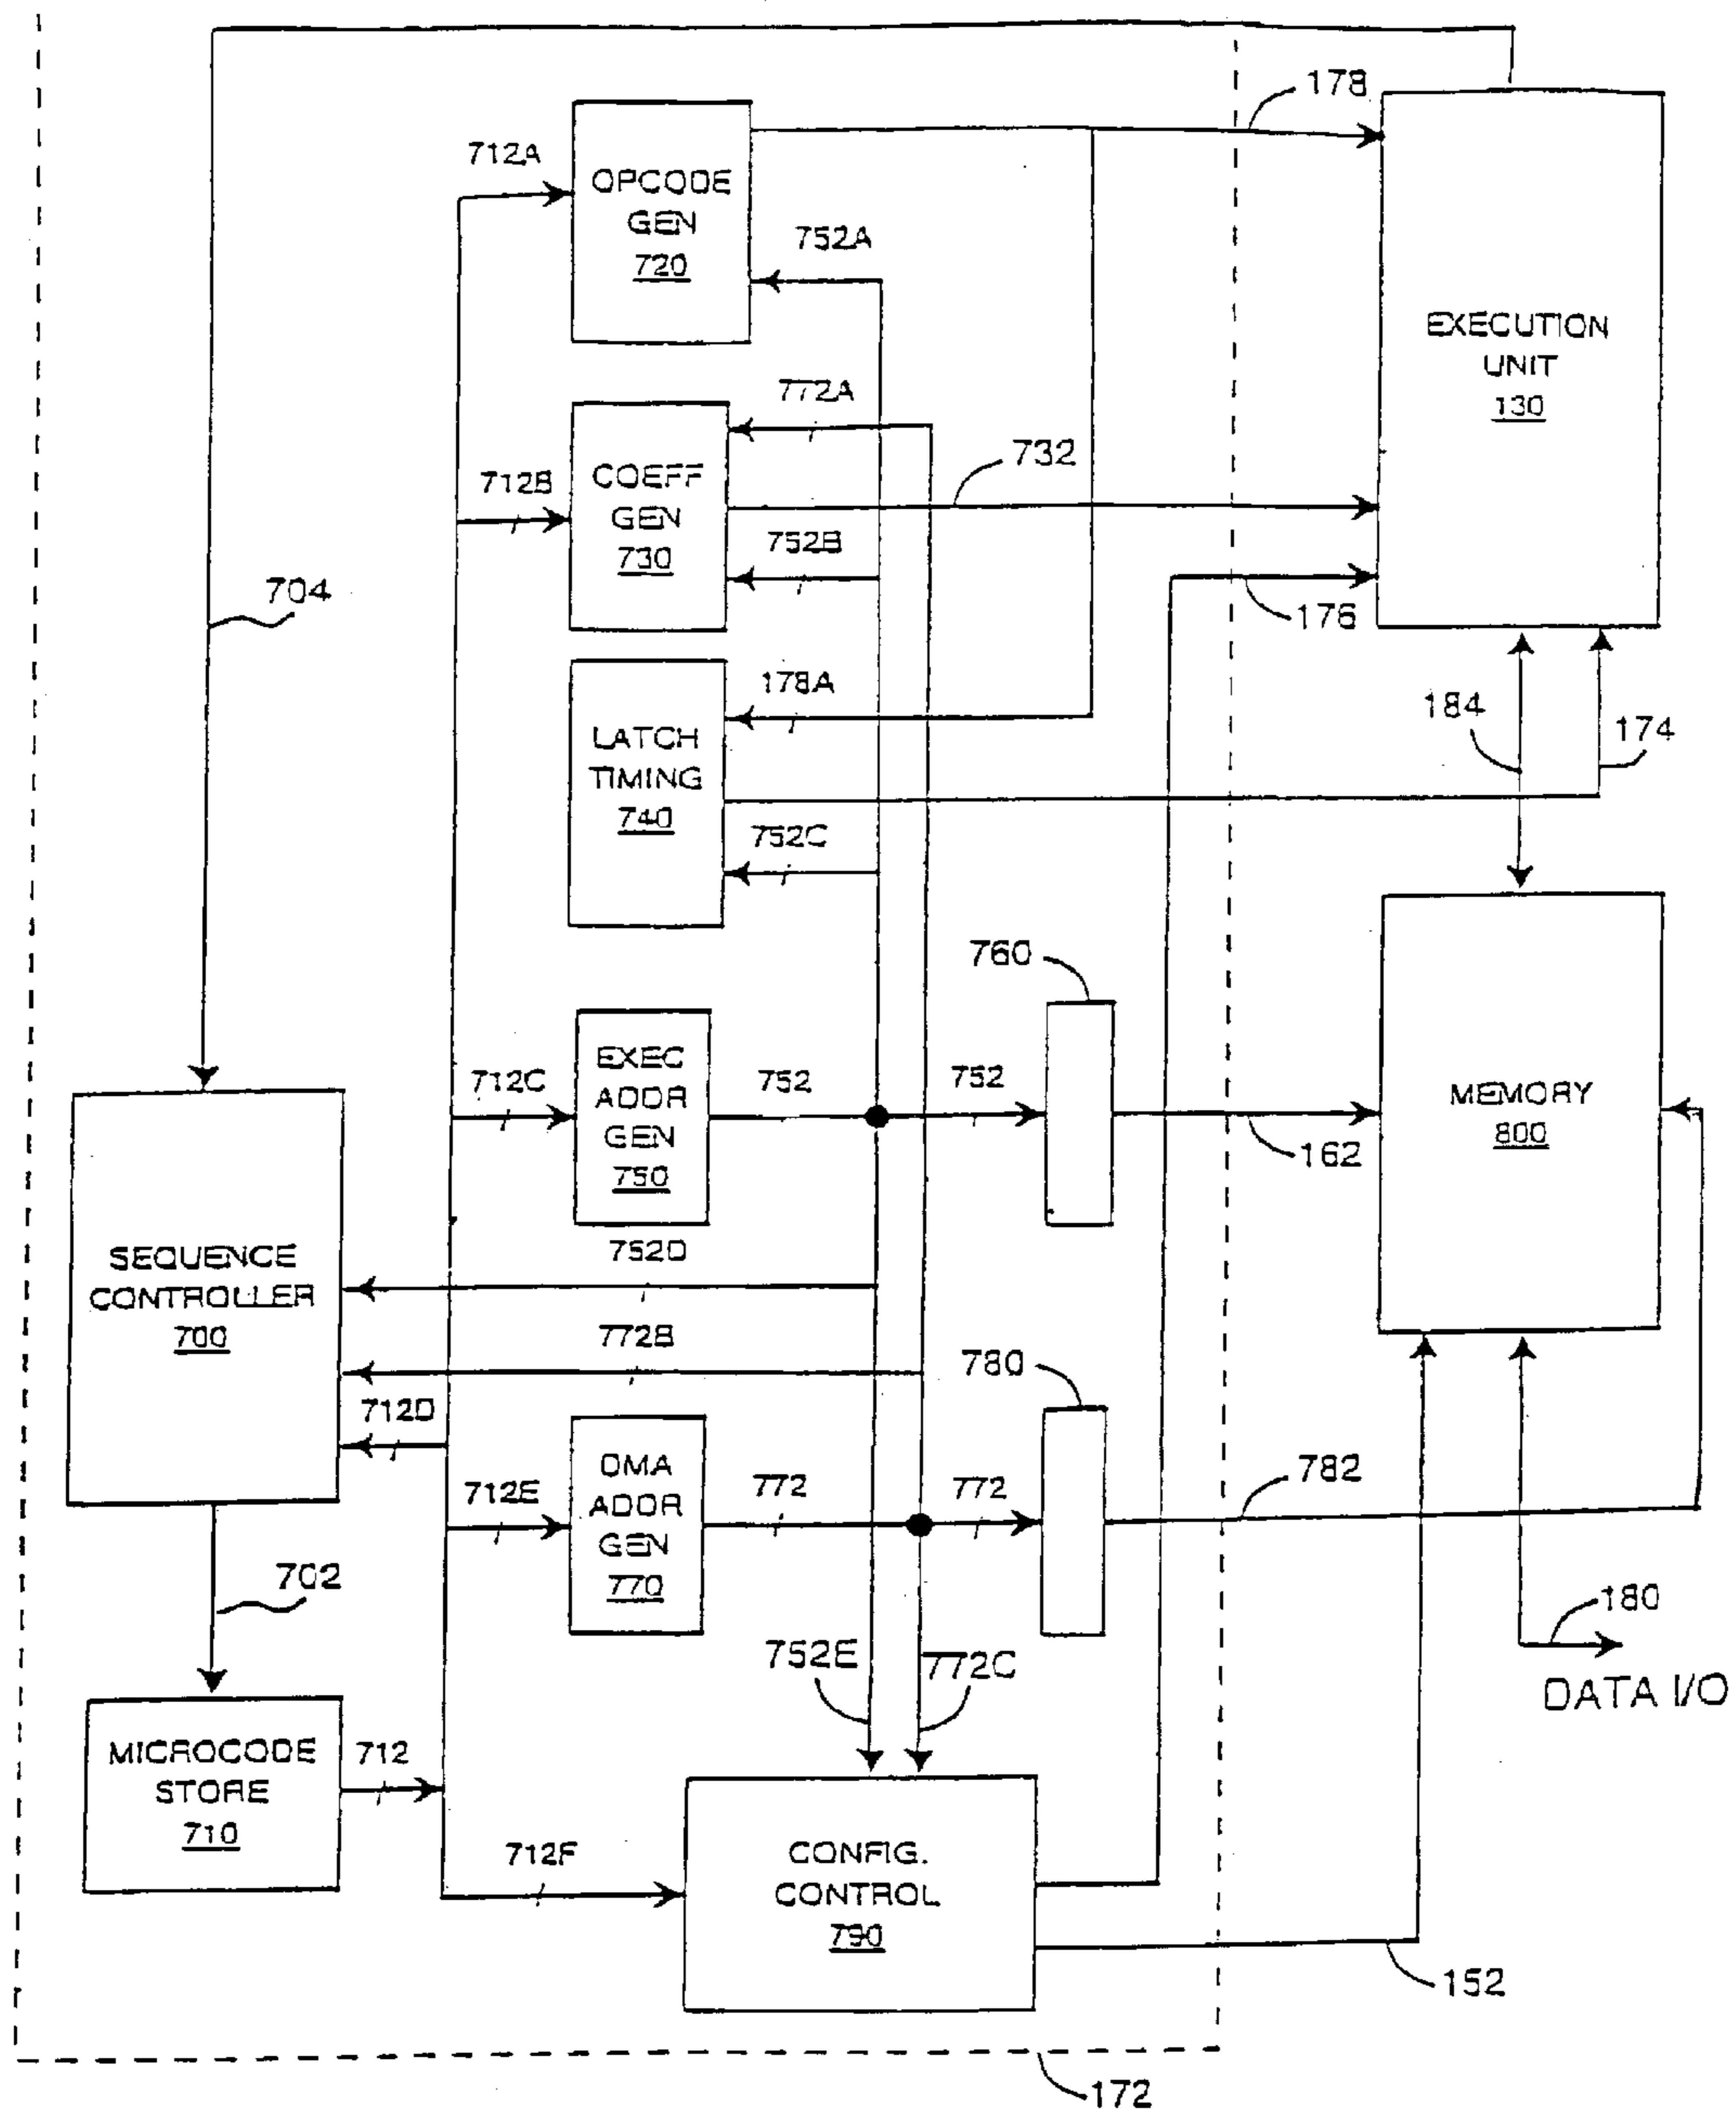 178
712A
OPCODE
GEN
720
752A
EXECUTION
UNIT
130
772A
732
712B
COEFF
GEN
730
752B
704
176
178A
184
174
LATCH
TIMING
740
752C
760
712C
EXEC
ADDR
GEN
750
752
752
MEMORY
800
162
SEQUENCE
CONTROLLER
700
752D
772B
780
712D
DMA
ADDR
GEN
770
712E
772
772
782
702
180
752E
772C
DATA I/O
MICROCODE
STORE
710
712
712F
CONFIG.
CONTROL
790
152
172